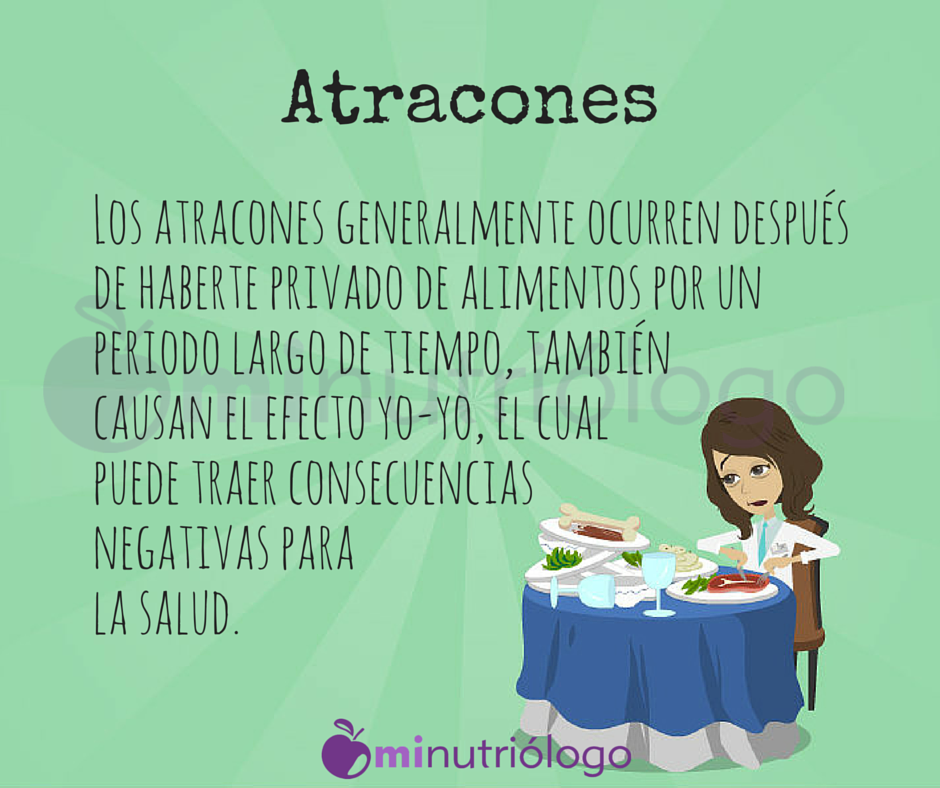 Atracones
Los atracones generalmente ocurren después
de haberte privado de alimentos por un
periodo largo de tiempo, también
causan el efecto yo-yo, el cual
puede traer consecuencias
negativas para
la salud.
minutriólogo
minutriólogo